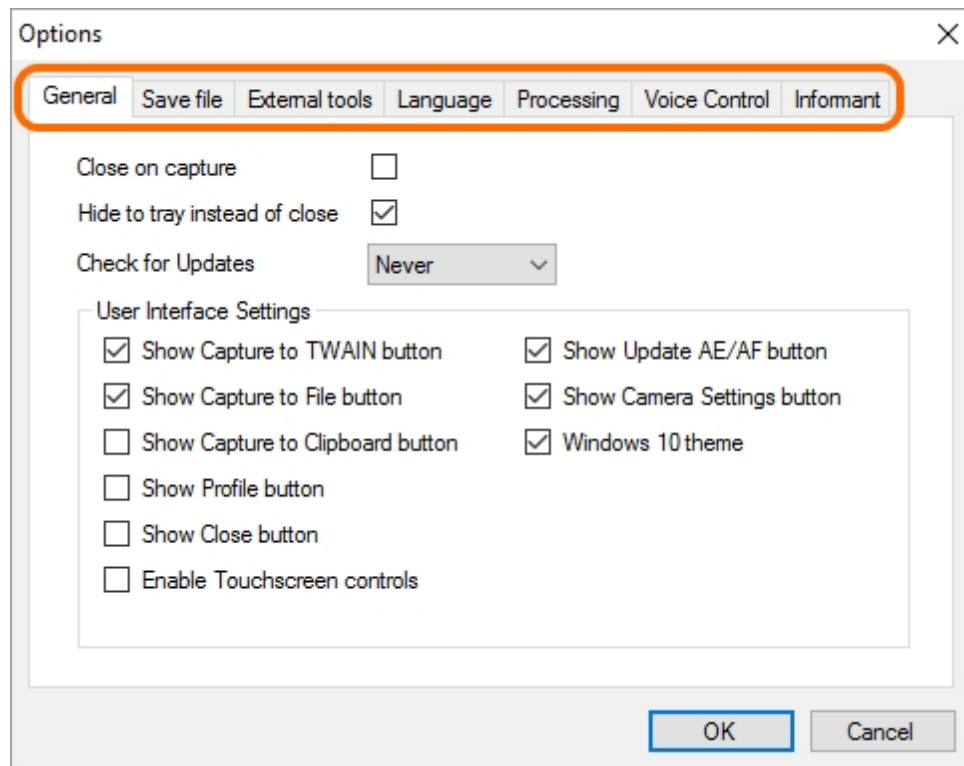 Options
General Save file External tools Language Processing Voice Control Informant
Close on capture
Hide to tray instead of close
Check for Updates Never
User Interface Settings
Show Capture to TWAIN button Show Update AE/AF button
Show Capture to File button Show Camera Settings button
Show Capture to Clipboard button Windows 10 theme
Show Profile button
Show Close button
Enable Touchscreen controls
OK Cancel